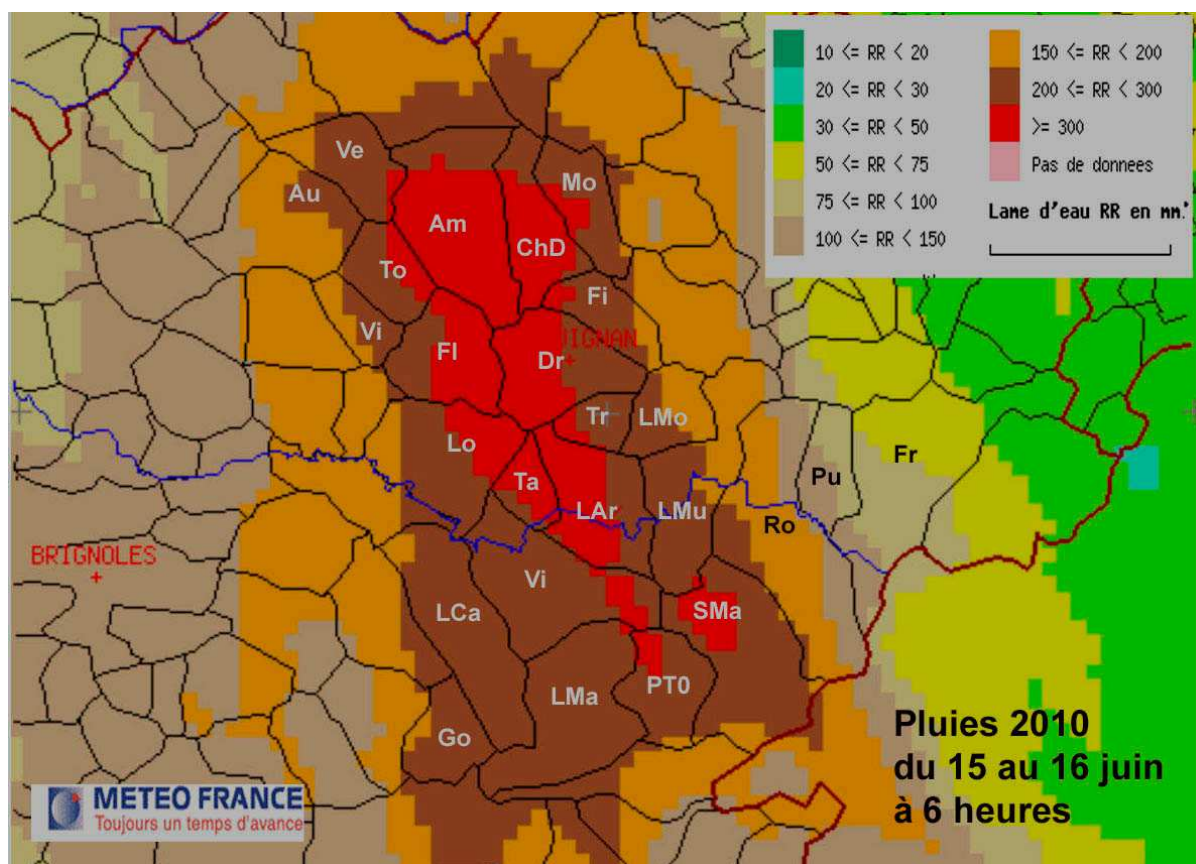 10 <= RR < 20
20 <= RR < 30
30 <= RR < 50
50 <= RR < 75
75 <= RR < 100
100 <= RR < 150
150 <= RR < 200
200 <= RR < 300
>= 300
Pas de donnees
Lame d'eau RR en mm.
Ve
Au
Mo
Am
ChD
To
Fi
Vi
Fl
Dr
UIGNAN
Tr
LMo
Lo
Fr
Ta
Pu
LAr
LMu
Ro
BRIGNOLES
Vi
LCa
SMa
LMa
PT0
Go
Pluies 2010
du 15 au 16 juin
à 6 heures
METEO FRANCE
Toujours un temps d'avance